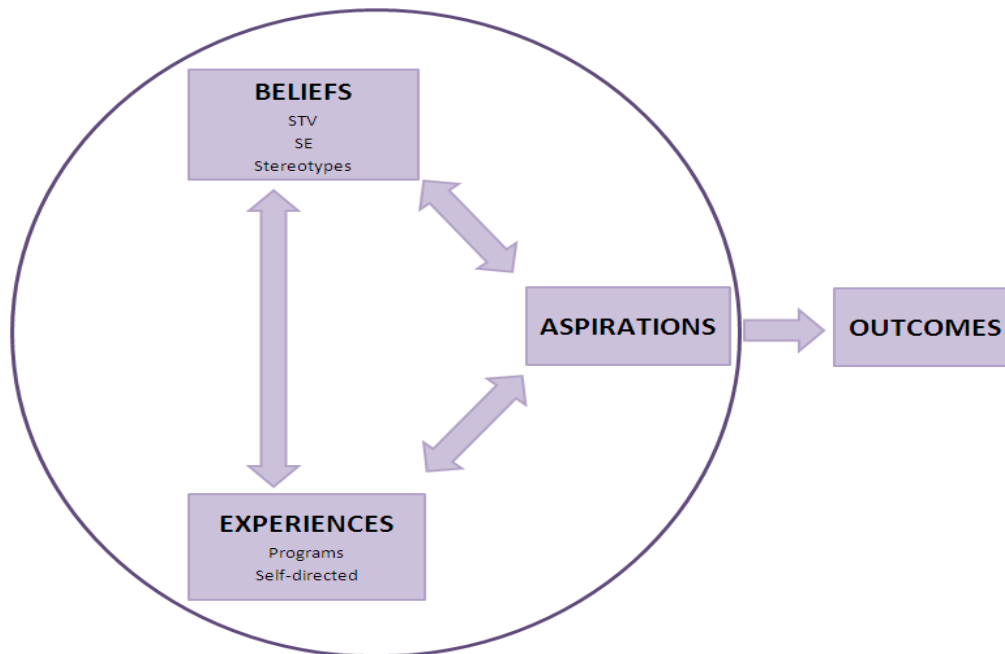 BELIEFS
STV
SE
Stereotypes
ASPIRATIONS
OUTCOMES
EXPERIENCES
Programs
Self-directed